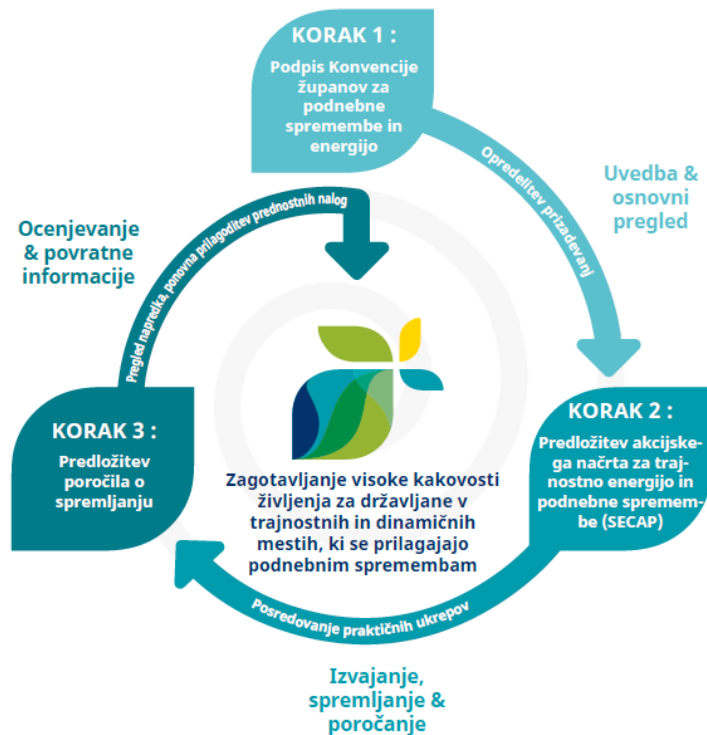 KORAK 1 :
Podpis Konvencije
županov za
podnebne
spremembe in
energijo
Opredelitev prizadevanj
Uvedba &
osnovni
pregled
KORAK 2 :
Predložitev akcijske-
ga načrta za traj-
nostno energijo in
podnebne spremem-
be (SECAP)
Posredovanje praktičnih ukrepov
Izvajanje,
spremljanje &
poročanje
KORAK 3 :
Predložitev
poročila o
spremljanju
Pregled napredka, ponovna prilagoditev prednostnih nalog
Ocenjevanje
& povratne
informacije
Zagotavljanje visoke kakovosti
življenja za državljane v
trajnostnih in dinamičnih
mestih, ki se prilagajajo
podnebnim spremembam